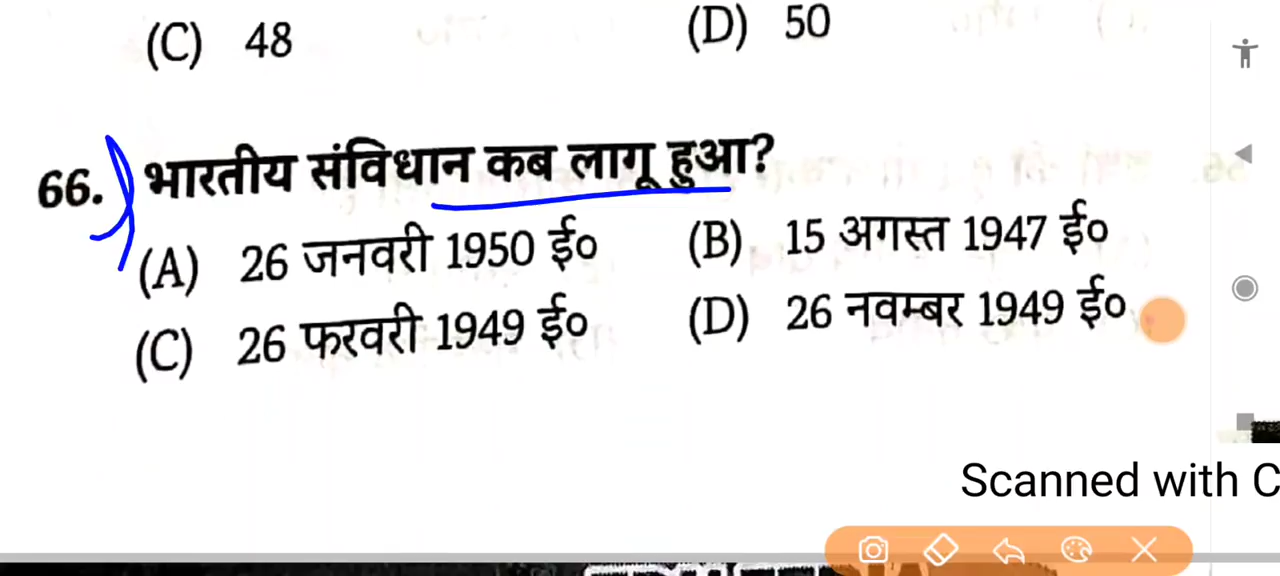 (C) 48 (D) 50
66. भारतीय संविधान कब लागू हुआ?
(A) 26 जनवरी 1950 ई० (B) 15 अगस्त 1947 ई०
(C) 26 फरवरी 1949 ई० (D) 26 नवम्बर 1949 ई०
Scanned with C